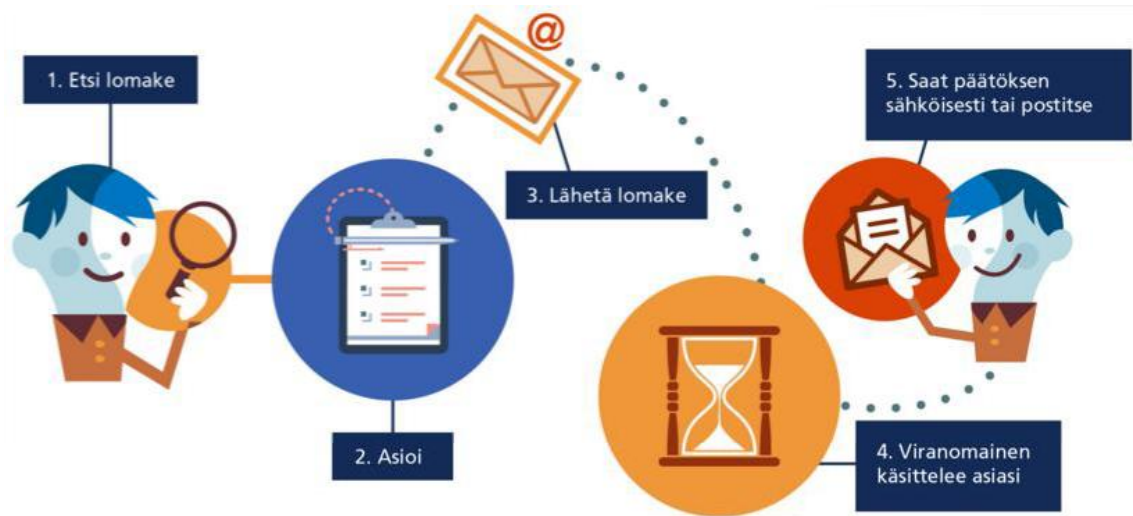 1. Etsi lomake
2. Asioi
@
3. Lähetä lomake
4. Viranomainen
käsittelee asiasi
5. Saat päätöksen
sähköisesti tai postitse